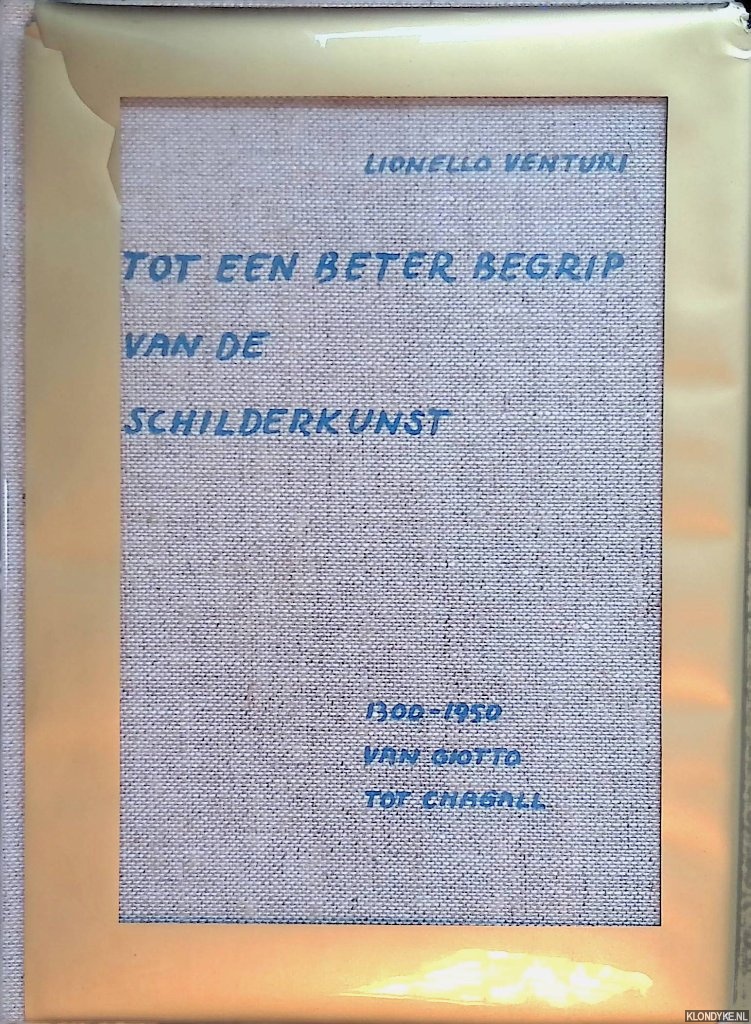 LIONELLO VENTURI
TOT EEN BETER BEGRIP
VAN DE
SCHILDERKUNST
1300-1950
VAN GIOTTO
TOT CHAGALL
KLONDYKE.NL